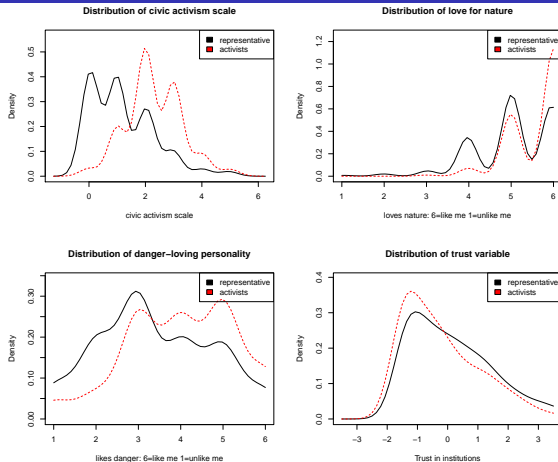 Distribution of civic activism scale
representative
activists
Density
0.0 0.1 0.2 0.3 0.4 0.5
0 2 4 6
civic activism scale
Distribution of love for nature
representative
activists
Density
0.0 0.2 0.4 0.6 0.8 1.0 1.2
1 2 3 4 5 6
loves nature: 6=like me 1=unlike me
Distribution of danger−loving personality
representative
activists
Density
0.00 0.10 0.20 0.30
1 2 3 4 5 6
likes danger: 6=like me 1=unlike me
Distribution of trust variable
representative
activists
Density
0.0 0.1 0.2 0.3 0.4
−3 −2 −1 0 1 2 3
Trust in institutions